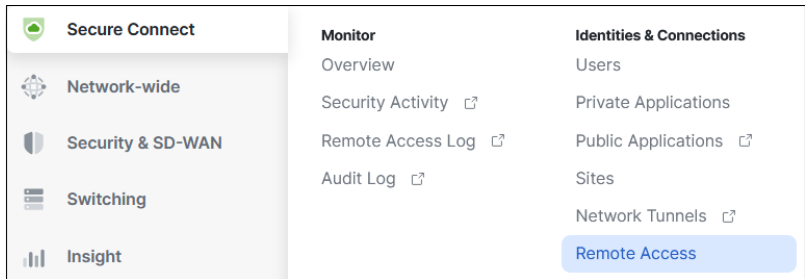 Secure Connect
Network-wide
Security & SD-WAN
Switching
Insight
Monitor
Overview
Security Activity
Remote Access Log
Audit Log
Identities & Connections
Users
Private Applications
Public Applications
Sites
Network Tunnels
Remote Access